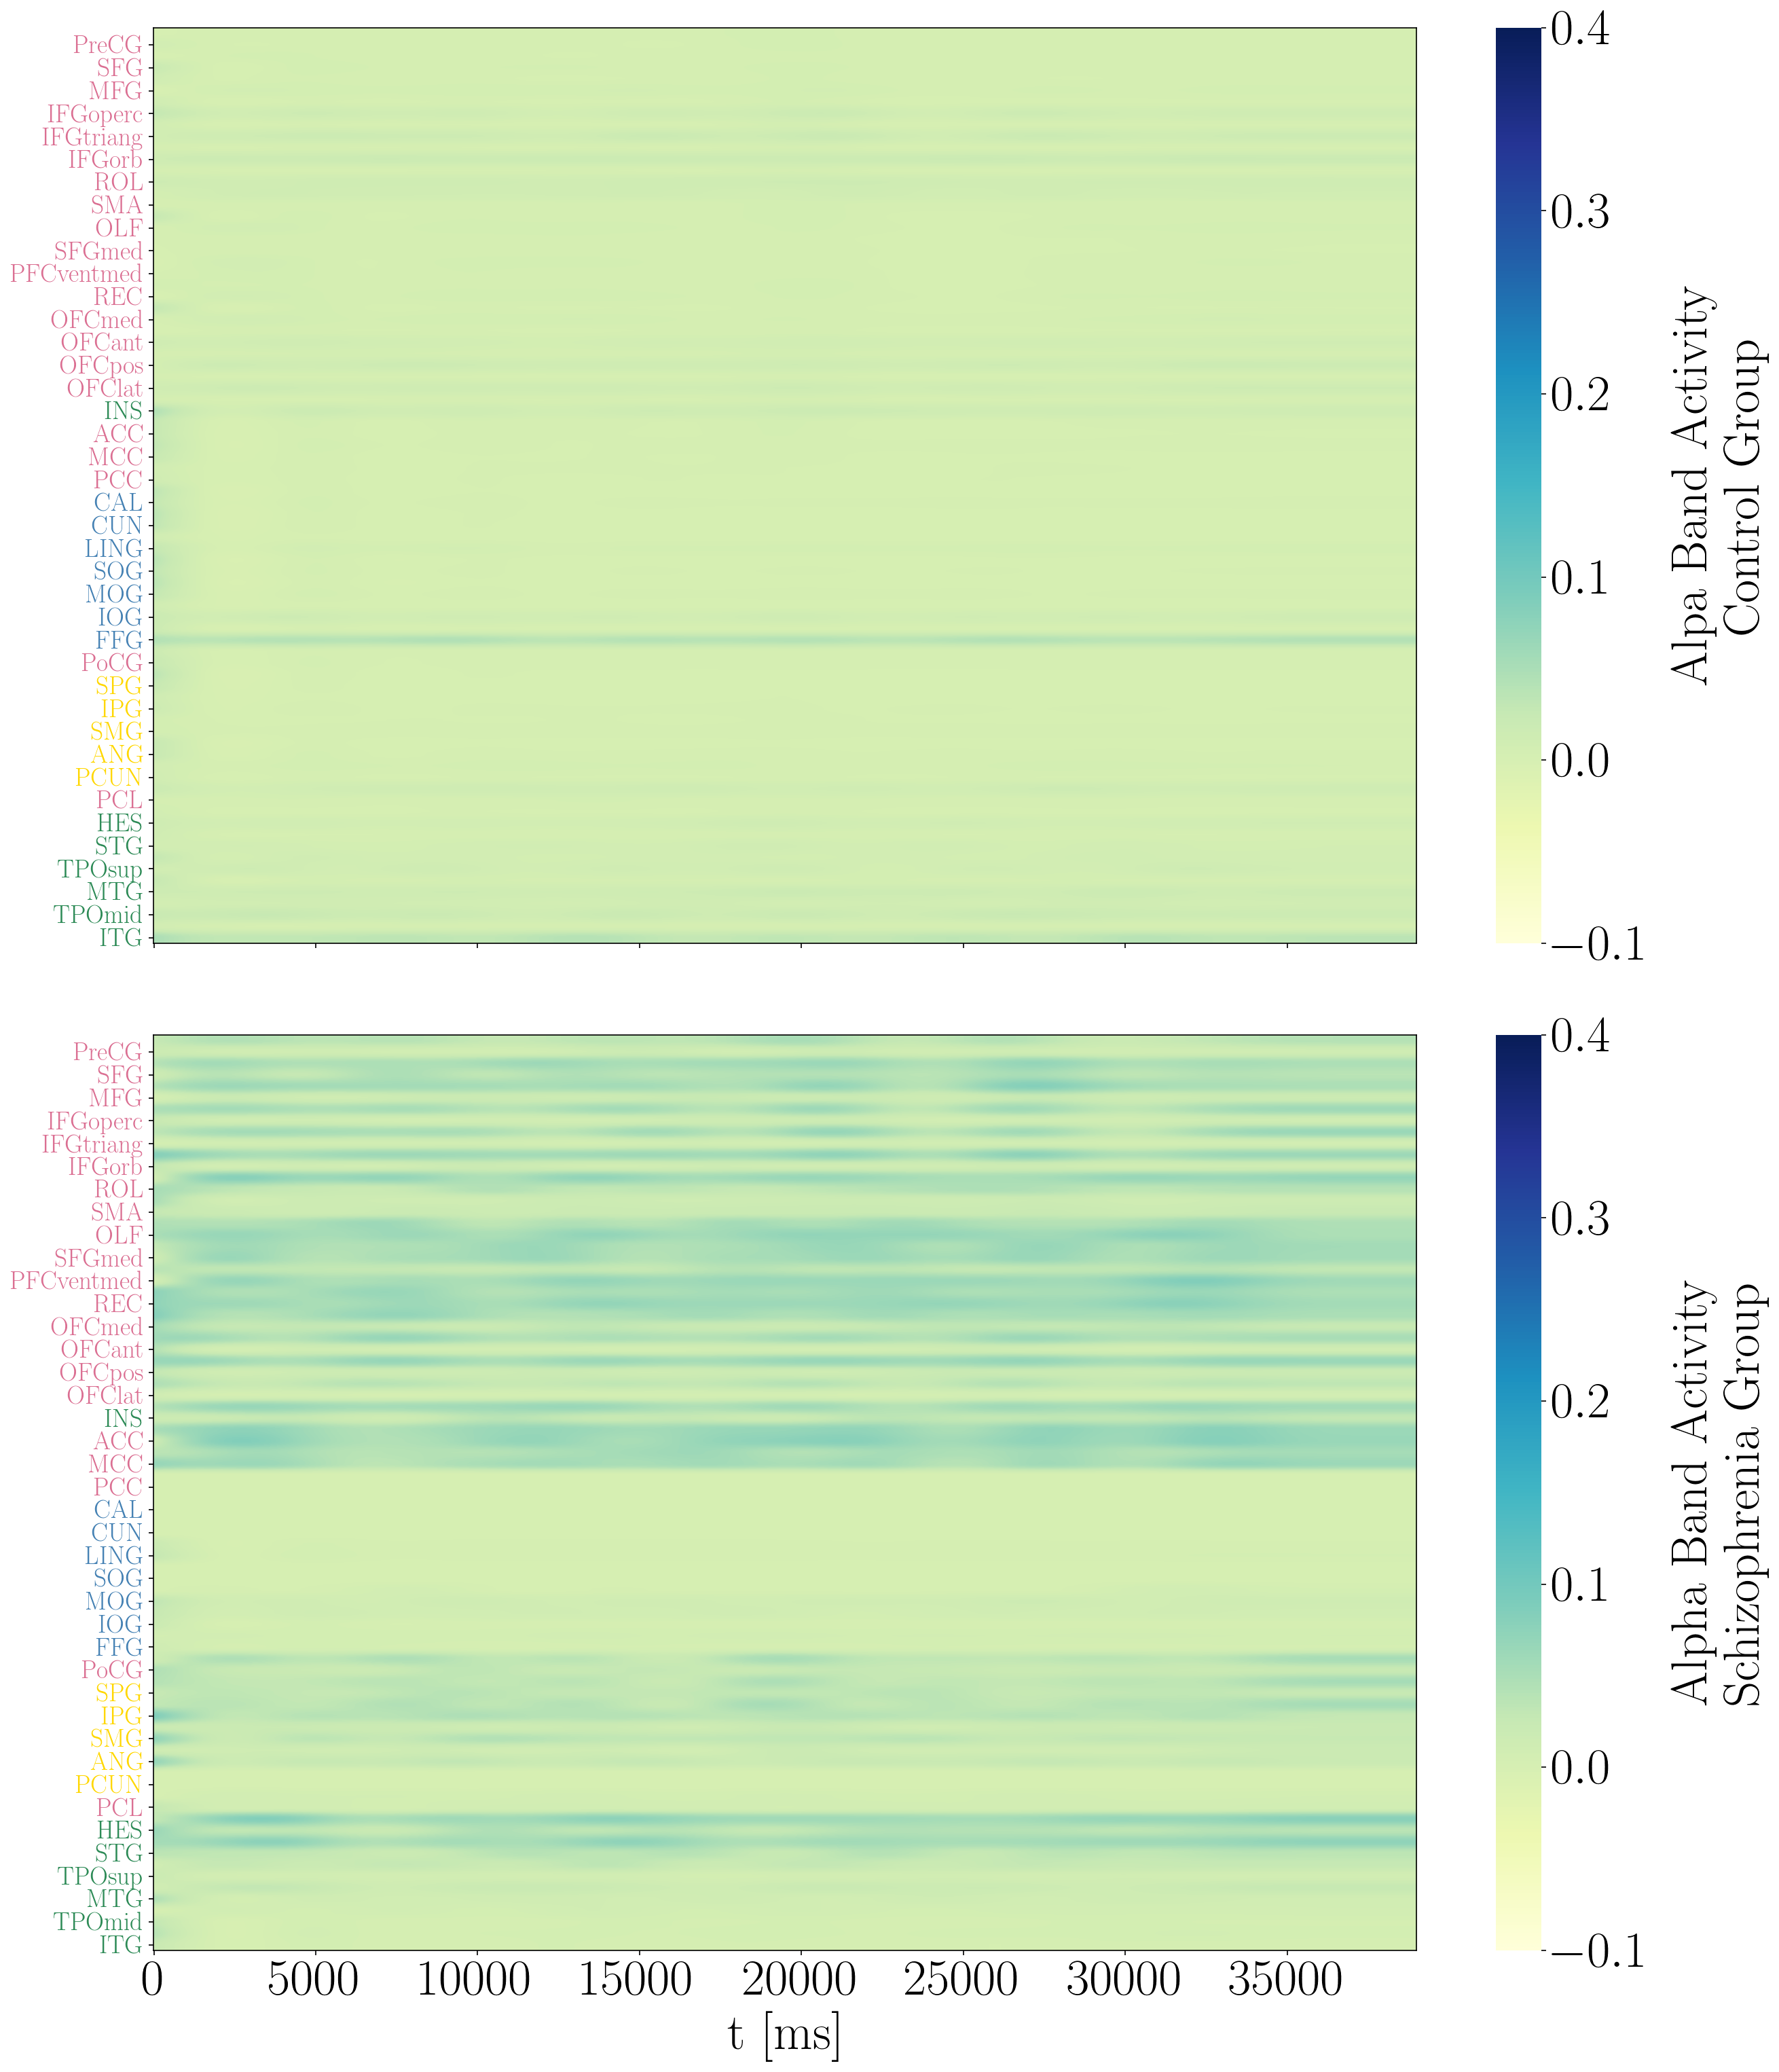 PreCG
SFG
MFG
IFGoperc
IFGtriang
IFGorb
ROL
SMA
OLF
SFGmed
PFCventmed
REC
OFCmed
OFCant
OFCpos
OFClat
INS
ACC
MCC
PCC
CAL
CUN
LING
SOG
MOG
IOG
FFG
PoCG
SPG
IPG
SMG
ANG
PCUN
PCL
HES
STG
TPOsup
MTG
TPOmid
ITG
0.4
0.3
0.2
0.1
0.0
−0.1
Alpa Band Activity
Control Group
PreCG
SFG
MFG
IFGoperc
IFGtriang
IFGorb
ROL
SMA
OLF
SFGmed
PFCventmed
REC
OFCmed
OFCant
OFCpos
OFClat
INS
ACC
MCC
PCC
CAL
CUN
LING
SOG
MOG
IOG
FFG
PoCG
SPG
IPG
SMG
ANG
PCUN
PCL
HES
STG
TPOsup
MTG
TPOmid
ITG
0 5000 10000 15000 20000 25000 30000 35000
t [ms]
0.4
0.3
0.2
0.1
0.0
−0.1
Alpha Band Activity
Schizophrenia Group